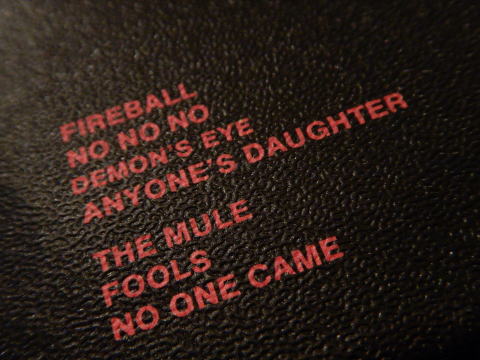 FIREBALL
NO NO NO
DEMON'S EYE
ANYONE'S DAUGHTER
THE MULE
FOOLS
NO ONE CAME